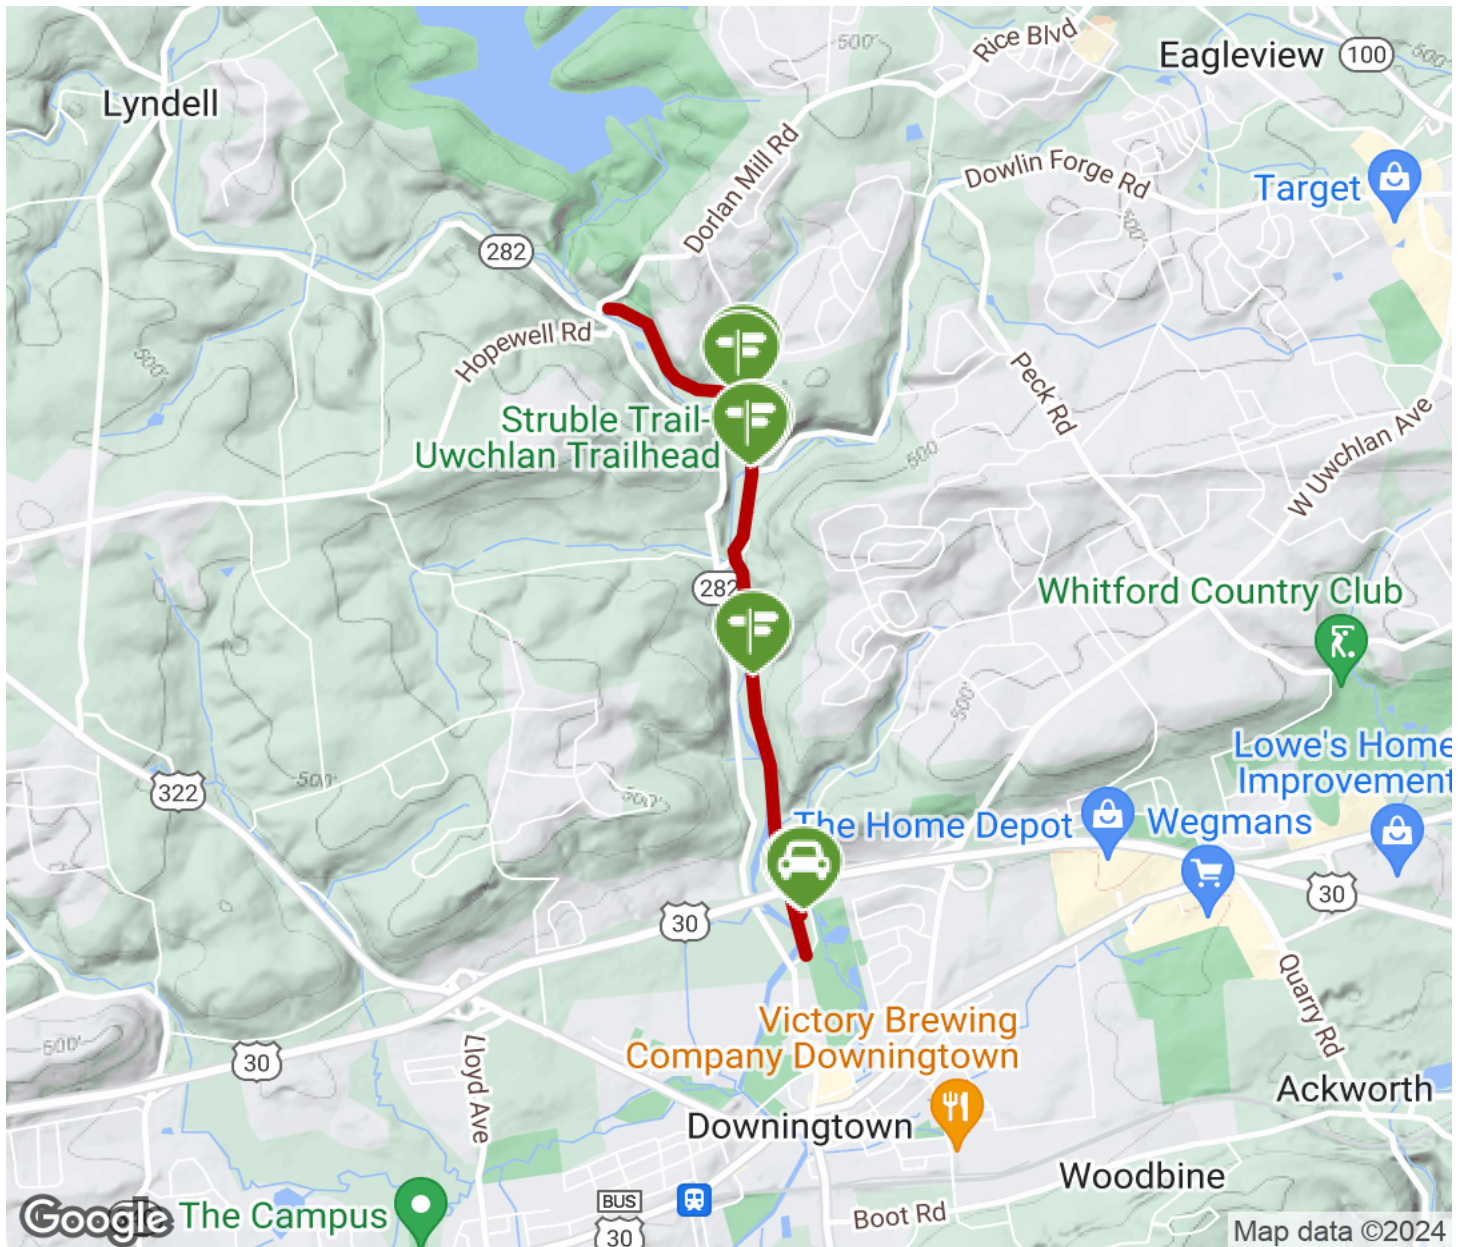 Rice Blvd
500'
Eagleview
100
500
Lyndell
Dorlan Mill Rd
Dowlin Forge Rd
Target
500'
282
Hopewell Rd
500'
Peck Rd
Struble Trail-
Uwchlan Trailhead
W Uwchlan Ave
500
282
Whitford Country Club
500'
Lowe's Home
Improvement
322
500'
500'
The Home Depot
Wegmans
30
30
Quarry Rd
Victory Brewing
Company Downingtown
500'
30
Lloyd Ave
Ackworth
Downingtown
Woodbine
BUS
30
Boot Rd
Google
The Campus
Map data ©2024